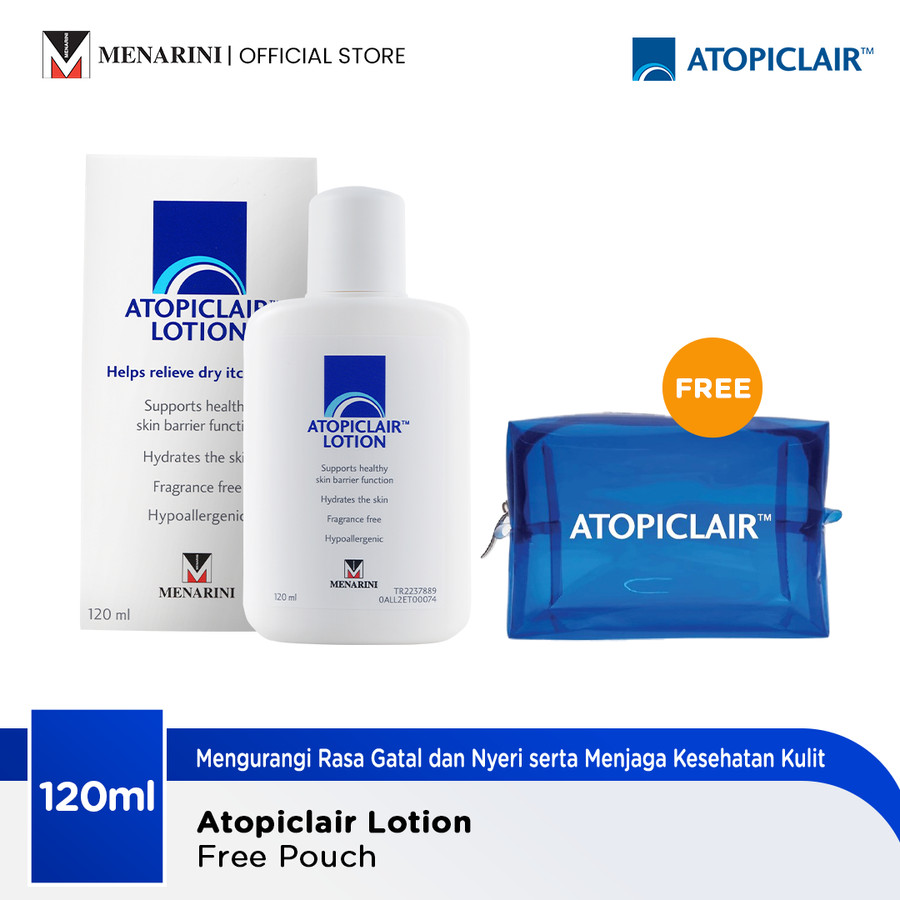 MENARINI | OFFICIAL STORE
ATOPICLAIR™
MENARINI
ATOPICLAIR™
LOTION
Helps relieve dry itc
Supports health
skin barrier functi
Hydrates the ski
Fragrance free
Hypoallergenic
MENARINI
120 ml
ATOPICLAIR™
LOTION
Supports healthy
skin barrier function
Hydrates the skin
Fragrance free
Hypoallergenic
MENARINI
120 ml
TR2237889
0ALL2ET00074
FREE
ATOPICLAIR™
120ml
Mengurangi Rasa Gatal dan Nyeri serta Menjaga Kesehatan Kulit
Atopiclair Lotion
Free Pouch